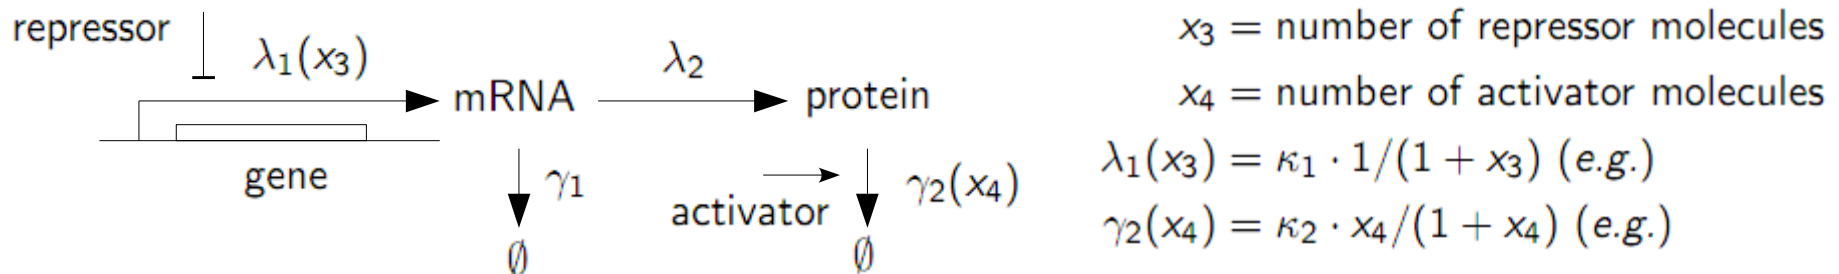 repressor
λ₁(x₃)
λ₂
mRNA
protein
gene
γ₁
activator
γ₂(x₄)
∅
∅
x₃ = number of repressor molecules
x₄ = number of activator molecules
λ₁(x₃) = κ₁ · 1/(1 + x₃) (e.g.)
γ₂(x₄) = κ₂ · x₄/(1 + x₄) (e.g.)